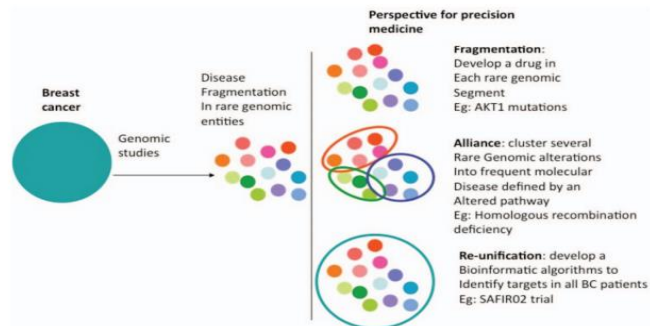 Perspective for precision
medicine
Breast
cancer
Genomic
studies
Disease
Fragmentation
In rare genomic
entities
Fragmentation:
Develop a drug in
Each rare genomic
Segment
Eg: AKT1 mutations
Alliance: cluster several
Rare Genomic alterations
Into frequent molecular
Disease defined by an
Altered pathway
Eg: Homologous recombination
deficiency
Re-unification: develop a
Bioinformatic algorithms to
Identify targets in all BC patients
Eg: SAFIR02 trial